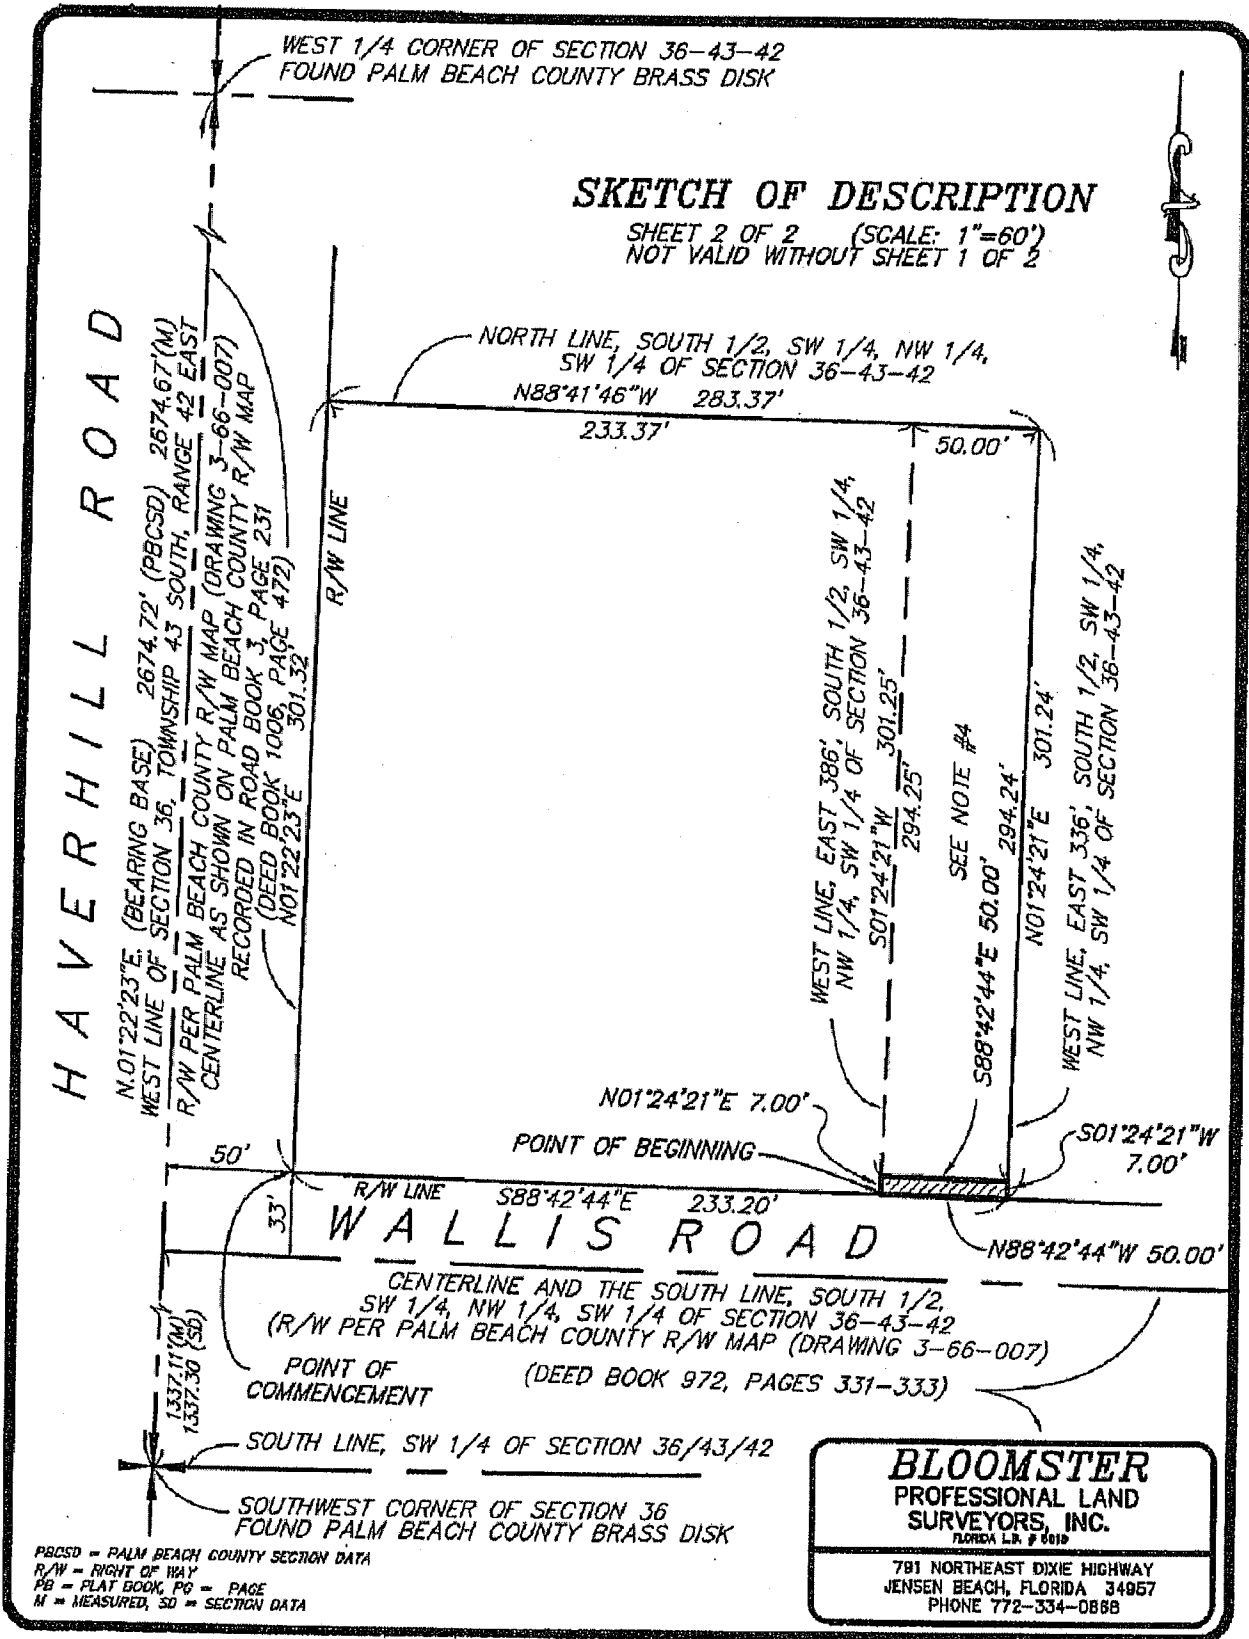 WEST 1/4 CORNER OF SECTION 36-43-42
FOUND PALM BEACH COUNTY BRASS DISK
SKETCH OF DESCRIPTION
SHEET 2 OF 2 (SCALE: 1"=60')
NOT VALID WITHOUT SHEET 1 OF 2
NORTH LINE, SOUTH 1/2, SW 1/4, NW 1/4,
SW 1/4 OF SECTION 36-43-42
N88°41'46"W 283.37'
233.37'
50.00'
HAVERHILL ROAD
N.01°22'23"E. (BEARING BASE) 2674.72' (PBCSD) 2674.67'(M)
WEST LINE OF SECTION 36, TOWNSHIP 43 SOUTH, RANGE 42 EAST
R/W PER PALM BEACH COUNTY R/W MAP (DRAWING 3-66-007)
CENTERLINE AS SHOWN ON PALM BEACH COUNTY R/W MAP
RECORDED IN ROAD BOOK 3, PAGE 231
(DEED BOOK 1006, PAGE 472)
N01°22'23"E 301.32'
R/W LINE
WEST LINE, EAST 386', SOUTH 1/2, SW 1/4,
NW 1/4, SW 1/4 OF SECTION 36-43-42
S01°24'21"W 301.25'
294.25'
SEE NOTE #4
S88°42'44"E 50.00'
294.24'
N01°24'21"E 301.24'
WEST LINE, EAST 336', SOUTH 1/2, SW 1/4,
NW 1/4, SW 1/4 OF SECTION 36-43-42
N01°24'21"E 7.00'
POINT OF BEGINNING
S01°24'21"W
7.00'
50'
33'
R/W LINE S88°42'44"E 233.20'
WALLIS ROAD
N88°42'44"W 50.00'
CENTERLINE AND THE SOUTH LINE, SOUTH 1/2,
SW 1/4, NW 1/4, SW 1/4 OF SECTION 36-43-42
(R/W PER PALM BEACH COUNTY R/W MAP (DRAWING 3-66-007)
(DEED BOOK 972, PAGES 331-333)
POINT OF
COMMENCEMENT
1337.11'(M)
1337.30 (SD)
SOUTH LINE, SW 1/4 OF SECTION 36/43/42
SOUTHWEST CORNER OF SECTION 36
FOUND PALM BEACH COUNTY BRASS DISK
PBCSD = PALM BEACH COUNTY SECTION DATA
R/W = RIGHT OF WAY
PB = PLAT BOOK, PG = PAGE
M = MEASURED, SD = SECTION DATA
BLOOMSTER
PROFESSIONAL LAND
SURVEYORS, INC.
FLORIDA L.B. #
791 NORTHEAST DIXIE HIGHWAY
JENSEN BEACH, FLORIDA 34957
PHONE 772-334-0868